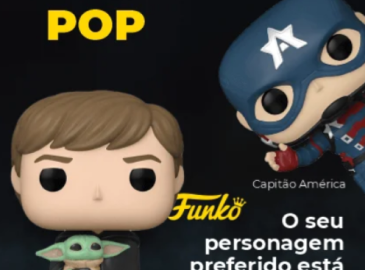 POP
Capitão América
Funko
O seu
personagem
preferido está